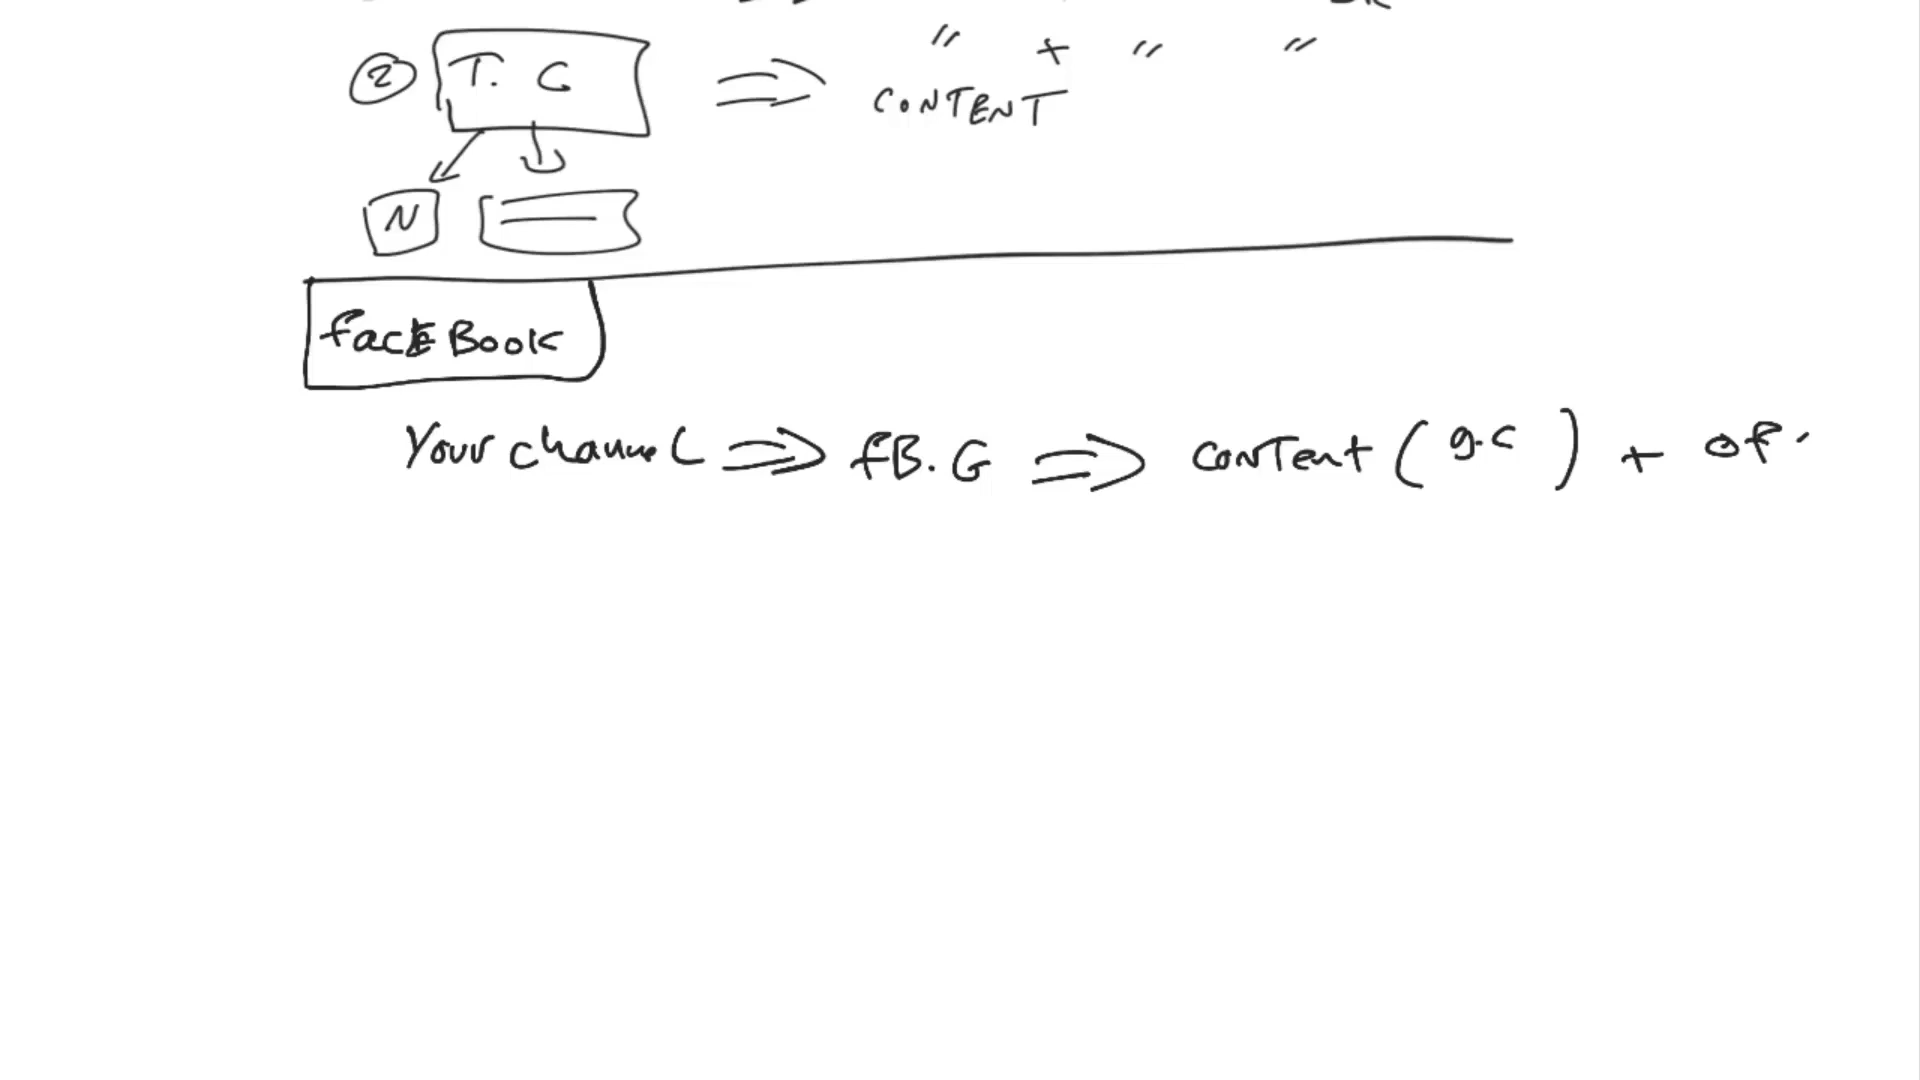 " + " "
② T. G ⇒ CONTENT
N
faceBook
Your channel ⇒ fB. G ⇒ conTenT ( g.c ) + of.